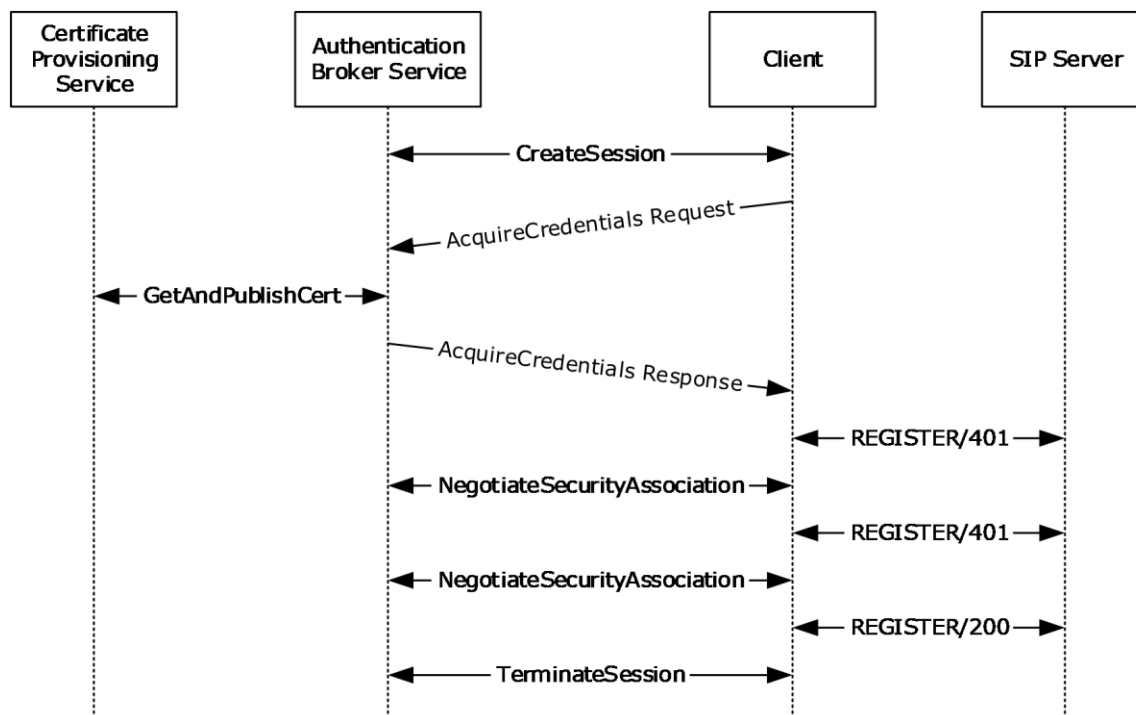 Certificate
Provisioning
Service
Authentication
Broker Service
Client
SIP Server
CreateSession
AcquireCredentials Request
GetAndPublishCert
AcquireCredentials Response
REGISTER/401
NegotiateSecurityAssociation
REGISTER/401
NegotiateSecurityAssociation
REGISTER/200
TerminateSession